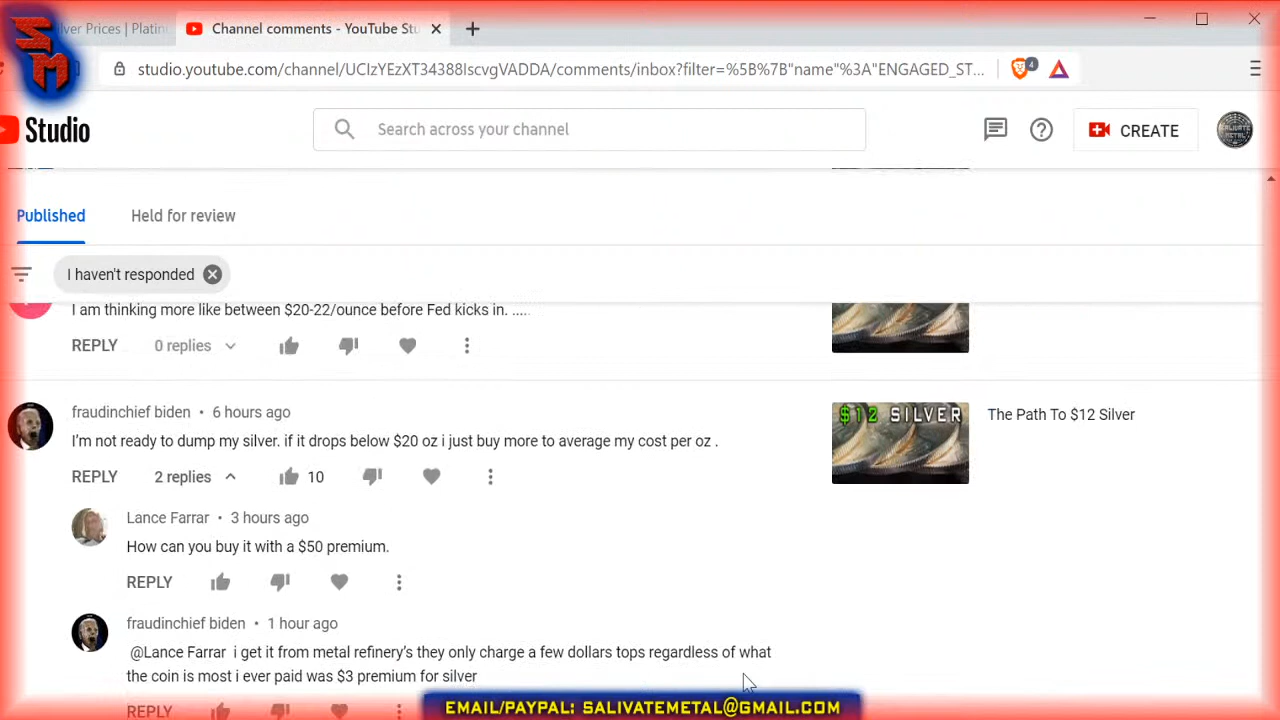 SM
lver Prices | Platin
Channel comments - YouTube Stu
studio.youtube.com/channel/UCIzYEzXT34388IscvgVADDA/comments/inbox?filter=%5B%7B"name"%3A"ENGAGED_ST...
4
Studio
Search across your channel
CREATE
SALIVATE METAL
Published
Held for review
I haven't responded
I am thinking more like between $20-22/ounce before Fed kicks in. .....
REPLY 0 replies
fraudinchief biden • 6 hours ago
I'm not ready to dump my silver. if it drops below $20 oz i just buy more to average my cost per oz .
REPLY 2 replies 10
$12 SILVER
The Path To $12 Silver
Lance Farrar • 3 hours ago
How can you buy it with a $50 premium.
REPLY
fraudinchief biden • 1 hour ago
@Lance Farrar i get it from metal refinery's they only charge a few dollars tops regardless of what
the coin is most i ever paid was $3 premium for silver
REPLY
EMAIL/PAYPAL: SALIVATEMETAL@GMAIL.COM